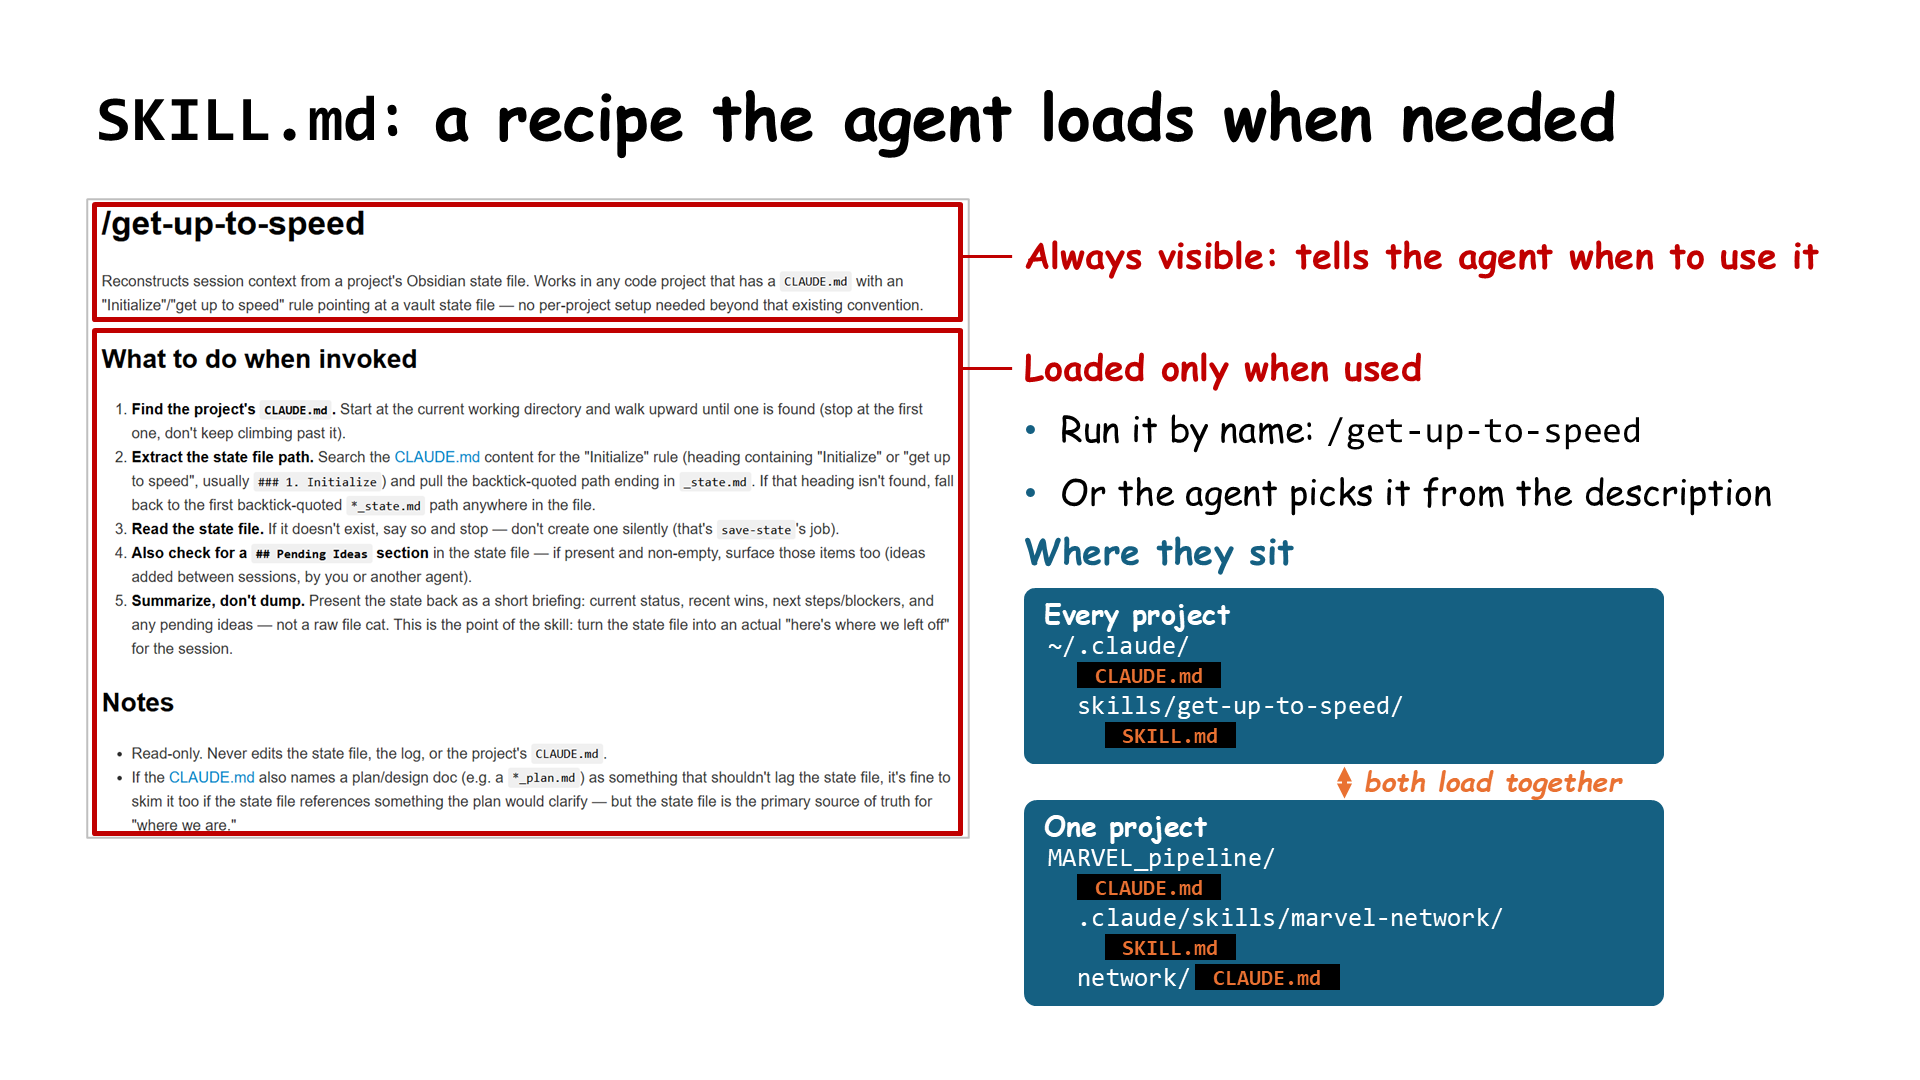 SKILL.md: a recipe the agent loads when needed
/get-up-to-speed
Reconstructs session context from a project's Obsidian state file. Works in any code project that has a CLAUDE.md with an
"Initialize"/"get up to speed" rule pointing at a vault state file — no per-project setup needed beyond that existing convention.
What to do when invoked
1. Find the project's CLAUDE.md. Start at the current working directory and walk upward until one is found (stop at the first
one, don't keep climbing past it).
2. Extract the state file path. Search the CLAUDE.md content for the "Initialize" rule (heading containing "Initialize" or "get up
to speed", usually ### 1. Initialize) and pull the backtick-quoted path ending in _state.md. If that heading isn't found, fall
back to the first backtick-quoted *_state.md path anywhere in the file.
3. Read the state file. If it doesn't exist, say so and stop — don't create one silently (that's save-state's job).
4. Also check for a ## Pending Ideas section in the state file — if present and non-empty, surface those items too (ideas
added between sessions, by you or another agent).
5. Summarize, don't dump. Present the state back as a short briefing: current status, recent wins, next steps/blockers, and
any pending ideas — not a raw file cat. This is the point of the skill: turn the state file into an actual "here's where we left off"
for the session.
Notes
• Read-only. Never edits the state file, the log, or the project's CLAUDE.md.
• If the CLAUDE.md also names a plan/design doc (e.g. a *_plan.md) as something that shouldn't lag the state file, it's fine to
skim it too if the state file references something the plan would clarify — but the state file is the primary source of truth for
"where we are."
Always visible: tells the agent when to use it
Loaded only when used
• Run it by name: /get-up-to-speed
• Or the agent picks it from the description
Where they sit
Every project
~/.claude/
CLAUDE.md
skills/get-up-to-speed/
SKILL.md
both load together
One project
MARVEL_pipeline/
CLAUDE.md
.claude/skills/marvel-network/
SKILL.md
network/ CLAUDE.md